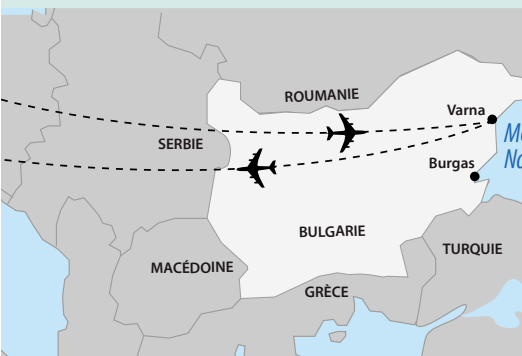 ROUMANIE
Varna
SERBIE
Burgas
BULGARIE
TURQUIE
MACÉDOINE
GRÈCE